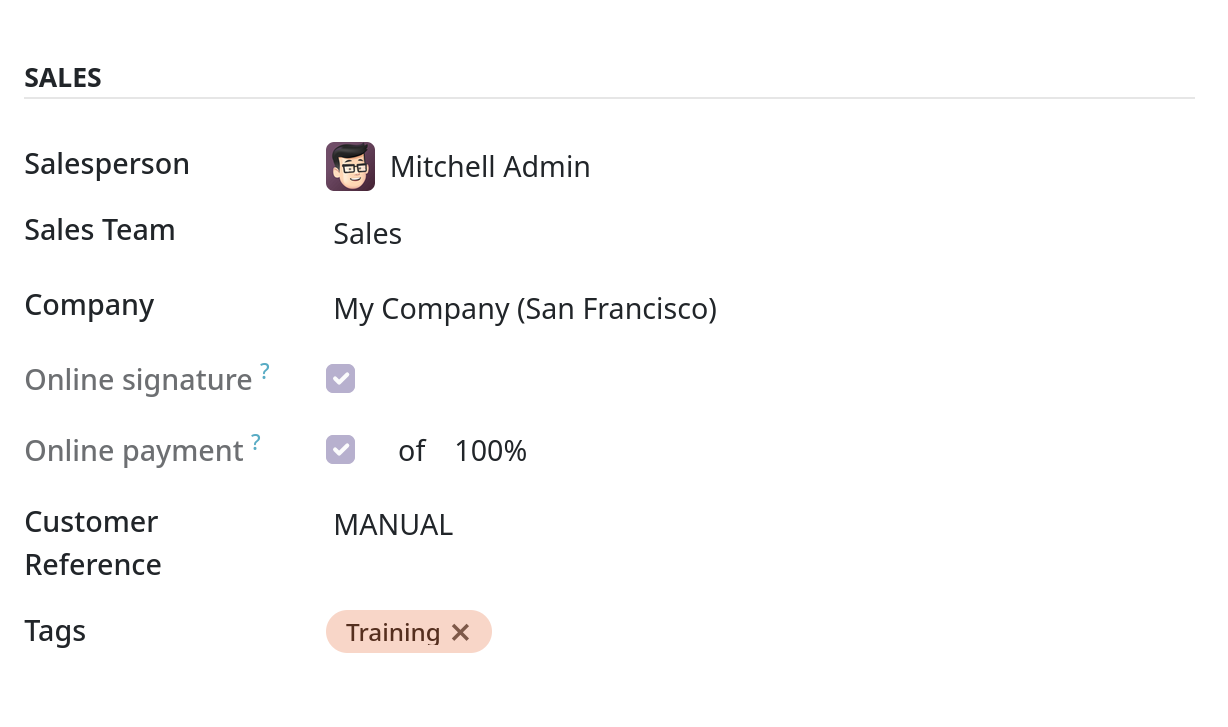 SALES
Salesperson Mitchell Admin
Sales Team Sales
Company My Company (San Francisco)
Online signature ?
Online payment ? of 100%
Customer Reference MANUAL
Tags Training ✕